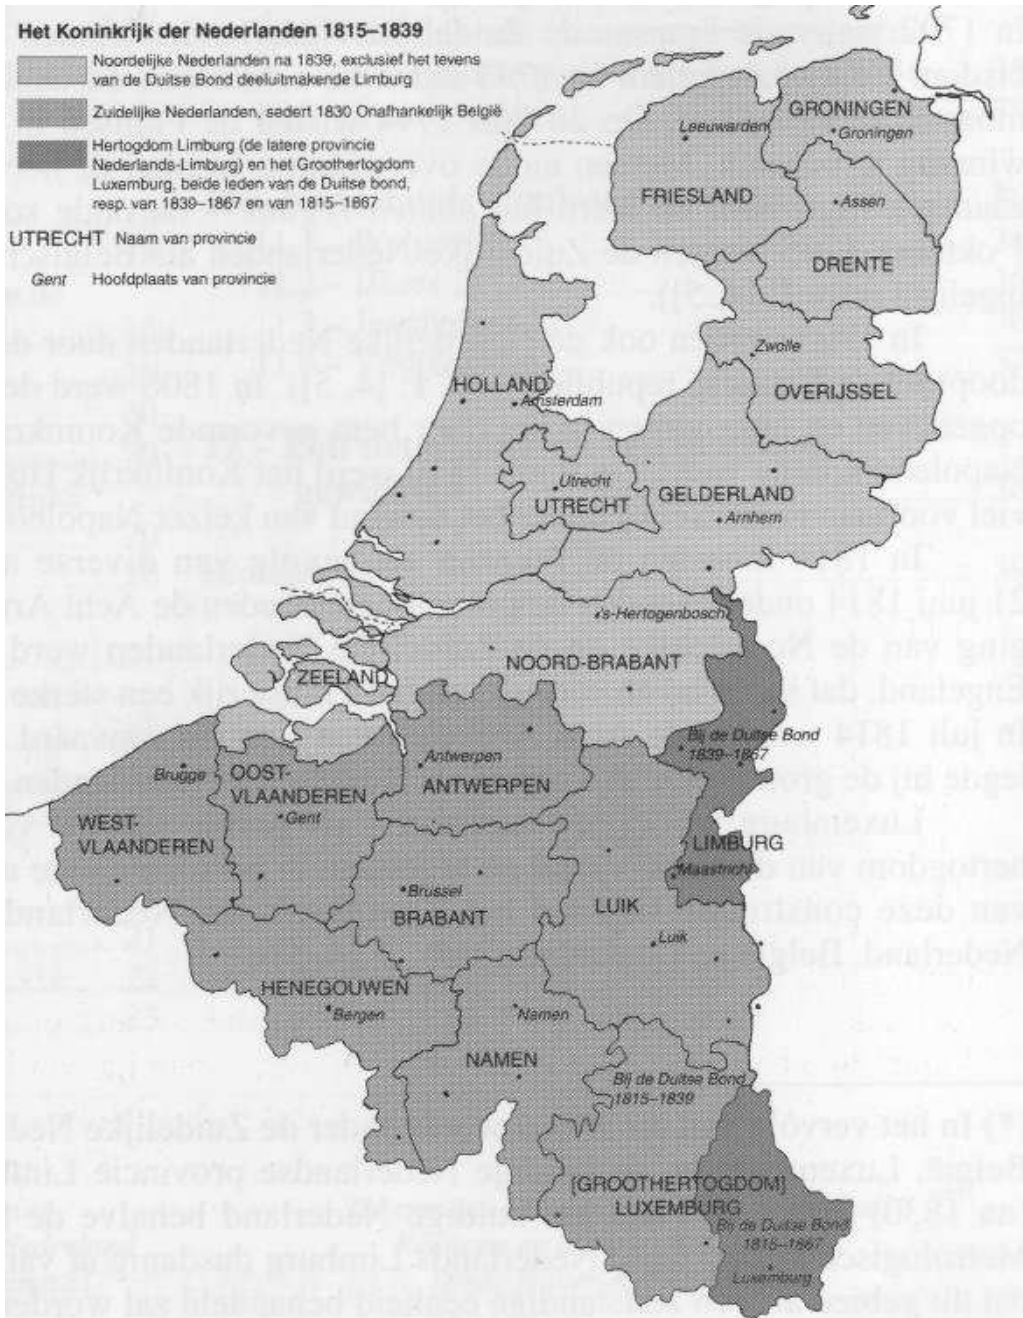 Het Koninkrijk der Nederlanden 1815–1839
Noordelijke Nederlanden na 1839, exclusief het tevens
van de Duitse Bond deeluitmakende Limburg
Zuidelijke Nederlanden, sedert 1830 Onafhankelijk België
Hertogdom Limburg (de latere provincie
Nederlands-Limburg) en het Groothertogdom
Luxemburg, beide leden van de Duitse bond,
resp. van 1839–1867 en van 1815–1867
UTRECHT Naam van provincie
Gent Hoofdplaats van provincie
GRONINGEN
Leeuwarden
Groningen
FRIESLAND
Assen
DRENTE
Zwolle
HOLLAND
OVERIJSSEL
Amsterdam
Utrecht
GELDERLAND
UTRECHT
Arnhem
's-Hertogenbosch
NOORD-BRABANT
ZEELAND
Bij de Duitse Bond
1839–1867
Antwerpen
Brugge
OOST-
VLAANDEREN
ANTWERPEN
Gent
WEST-
VLAANDEREN
LIMBURG
Maastricht
Brussel
BRABANT
LUIK
Luik
HENEGOUWEN
Bergen
Namen
NAMEN
Bij de Duitse Bond
1815–1839
[GROOTHERTOGDOM]
LUXEMBURG
Bij de Duitse Bond
1815–1867
Luxemburg